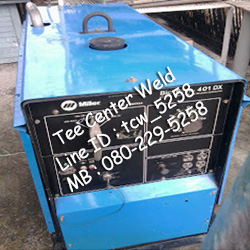 Miller
401 DX
Tee Center Weld
Line ID : tcw_5258
MB : 080-229-5258